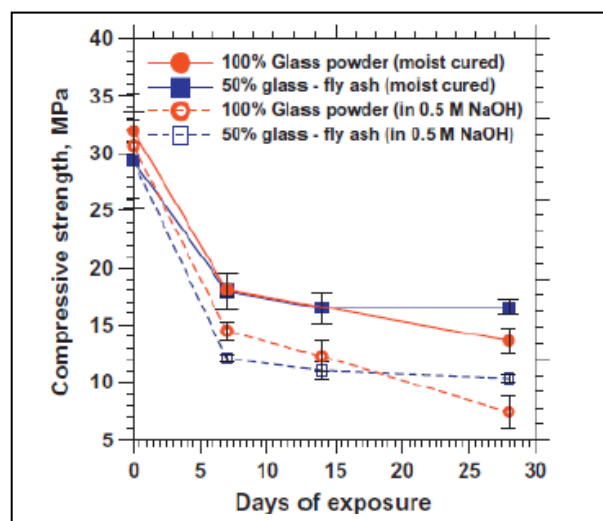 40
35
30
25
20
15
10
5
Compressive strength, MPa
100% Glass powder (moist cured)
50% glass - fly ash (moist cured)
100% Glass powder (in 0.5 M NaOH)
50% glass - fly ash (in 0.5 M NaOH)
0 5 10 15 20 25 30
Days of exposure